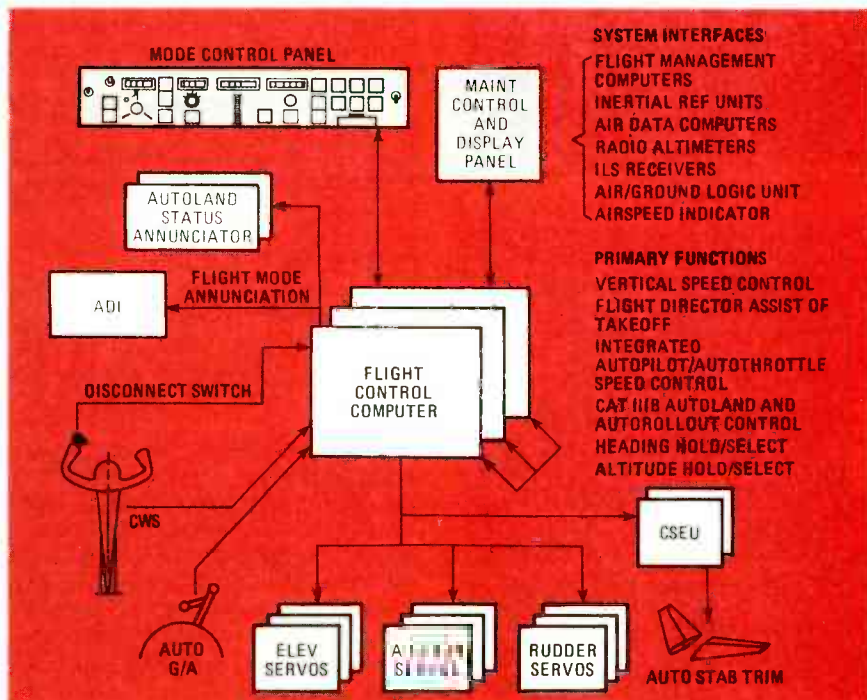 MODE CONTROL PANEL
MAINT
CONTROL
AND
DISPLAY
PANEL
SYSTEM INTERFACES
FLIGHT MANAGEMENT
COMPUTERS
INERTIAL REF UNITS
AIR DATA COMPUTERS
RADIO ALTIMETERS
ILS RECEIVERS
AIR/GROUND LOGIC UNIT
AIRSPEED INDICATOR
AUTOLAND
STATUS
ANNUNCIATOR
FLIGHT MODE
ANNUNCIATION
ADI
PRIMARY FUNCTIONS
VERTICAL SPEED CONTROL
FLIGHT DIRECTOR ASSIST OF
TAKEOFF
INTEGRATED
AUTOPILOT/AUTOTHROTTLE
SPEED CONTROL
CAT IIIB AUTOLAND AND
AUTOROLLOUT CONTROL
HEADING HOLD/SELECT
ALTITUDE HOLD/SELECT
FLIGHT
CONTROL
COMPUTER
DISCONNECT SWITCH
CWS
AUTO
G/A
ELEV
SERVOS
RUDDER
SERVOS
CSEU
AUTO STAB TRIM